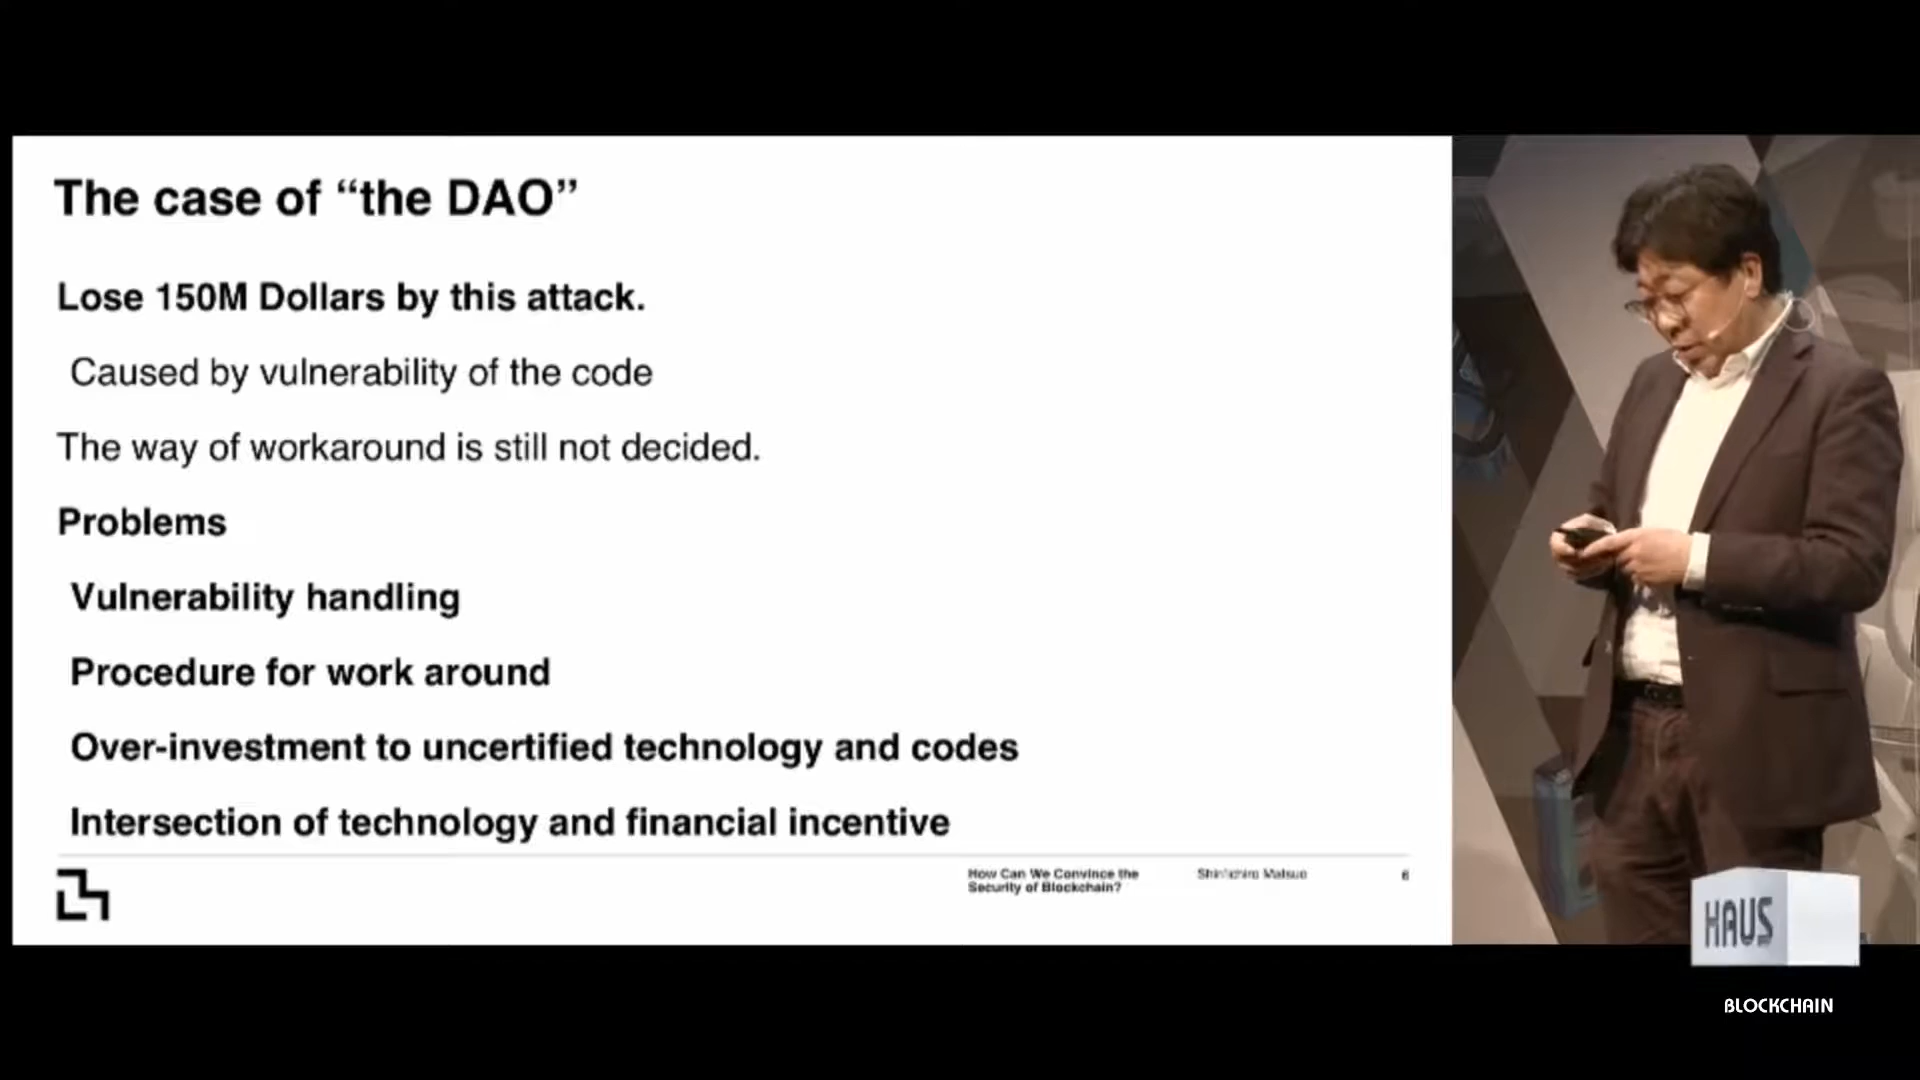 The case of “the DAO”
Lose 150M Dollars by this attack.
Caused by vulnerability of the code
The way of workaround is still not decided.
Problems
Vulnerability handling
Procedure for work around
Over-investment to uncertified technology and codes
Intersection of technology and financial incentive
How Can We Convince the
Security of Blockchain?
Shin'ichiro Matsuo
6
HAUS
BLOCKCHAIN